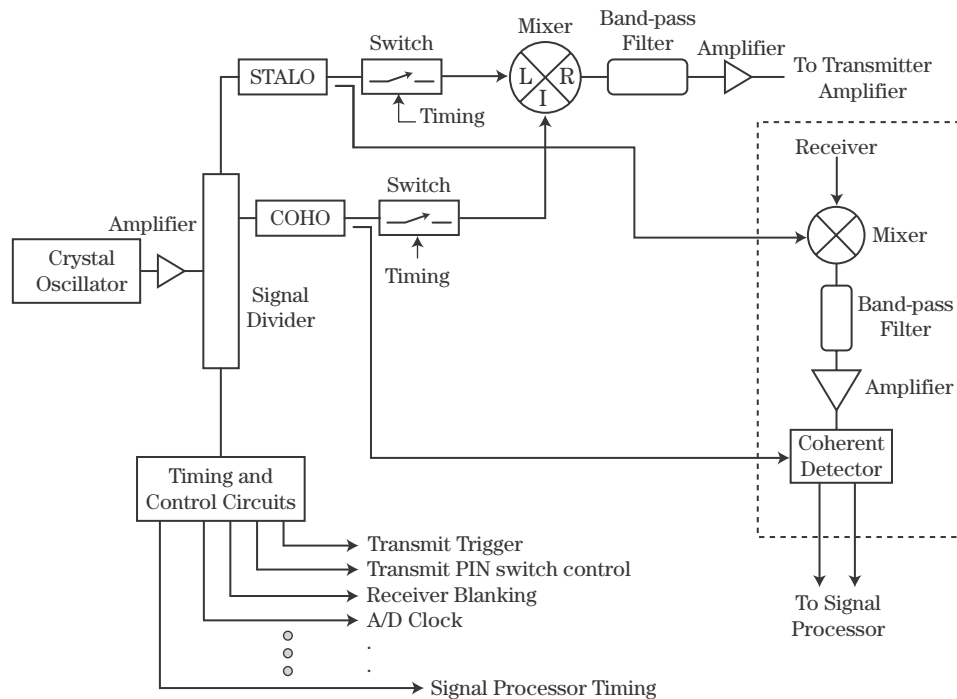 Mixer
Band-pass
Filter
Amplifier
Switch
STALO
L
R
I
To Transmitter
Amplifier
Timing
Receiver
Switch
Amplifier
COHO
Mixer
Crystal
Oscillator
Timing
Signal
Divider
Band-pass
Filter
Amplifier
Coherent
Detector
Timing and
Control Circuits
Transmit Trigger
Transmit PIN switch control
Receiver Blanking
A/D Clock
To Signal
Processor
Signal Processor Timing